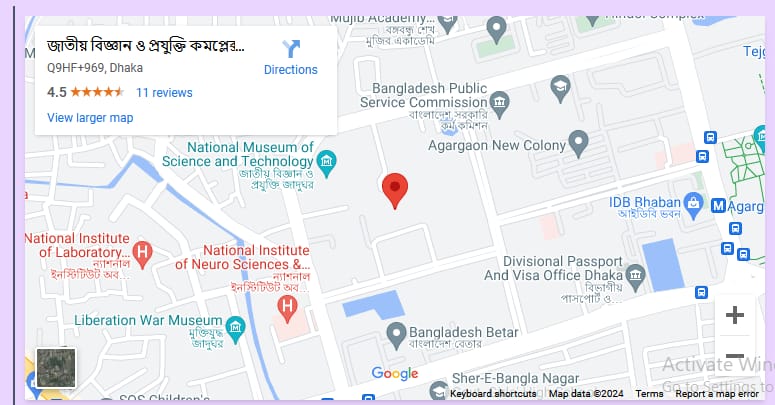 Mujib Academy...
বঙ্গবন্ধু শেখ
মুজিব একাডেমি
Hindol Complex
জাতীয় বিজ্ঞান ও প্রযুক্তি কমপ্লের...
Q9HF+969, Dhaka
4.5
11 reviews
View larger map
Directions
Tejg
Bangladesh Public
Service Commission
বাংলাদেশ সরকারি
কর্ম কমিশন
Agargaon New Colony
National Museum of
Science and Technology
জাতীয় বিজ্ঞান ও
প্রযুক্তি জাদুঘর
IDB Bhaban
আইডিবি ভবন
M
Agarg
National Institute
of Laboratory...
ন্যাশনাল
ইনস্টিটিউট অব...
H
National Institute
of Neuro Sciences &...
ন্যাশনাল
ইনস্টিটিউট অব...
H
Divisional Passport
And Visa Office Dhaka
বিভাগীয়
পাসপোর্ট ও...
Liberation War Museum
মুক্তিযুদ্ধ
জাদুঘর
Bangladesh Betar
বাংলাদেশ বেতার
+
−
Activate Win
Go to Settings to
Google
Sher-E-Bangla Nagar
SOS Children's
Keyboard shortcuts
Map data ©2024
Terms
Report a map error